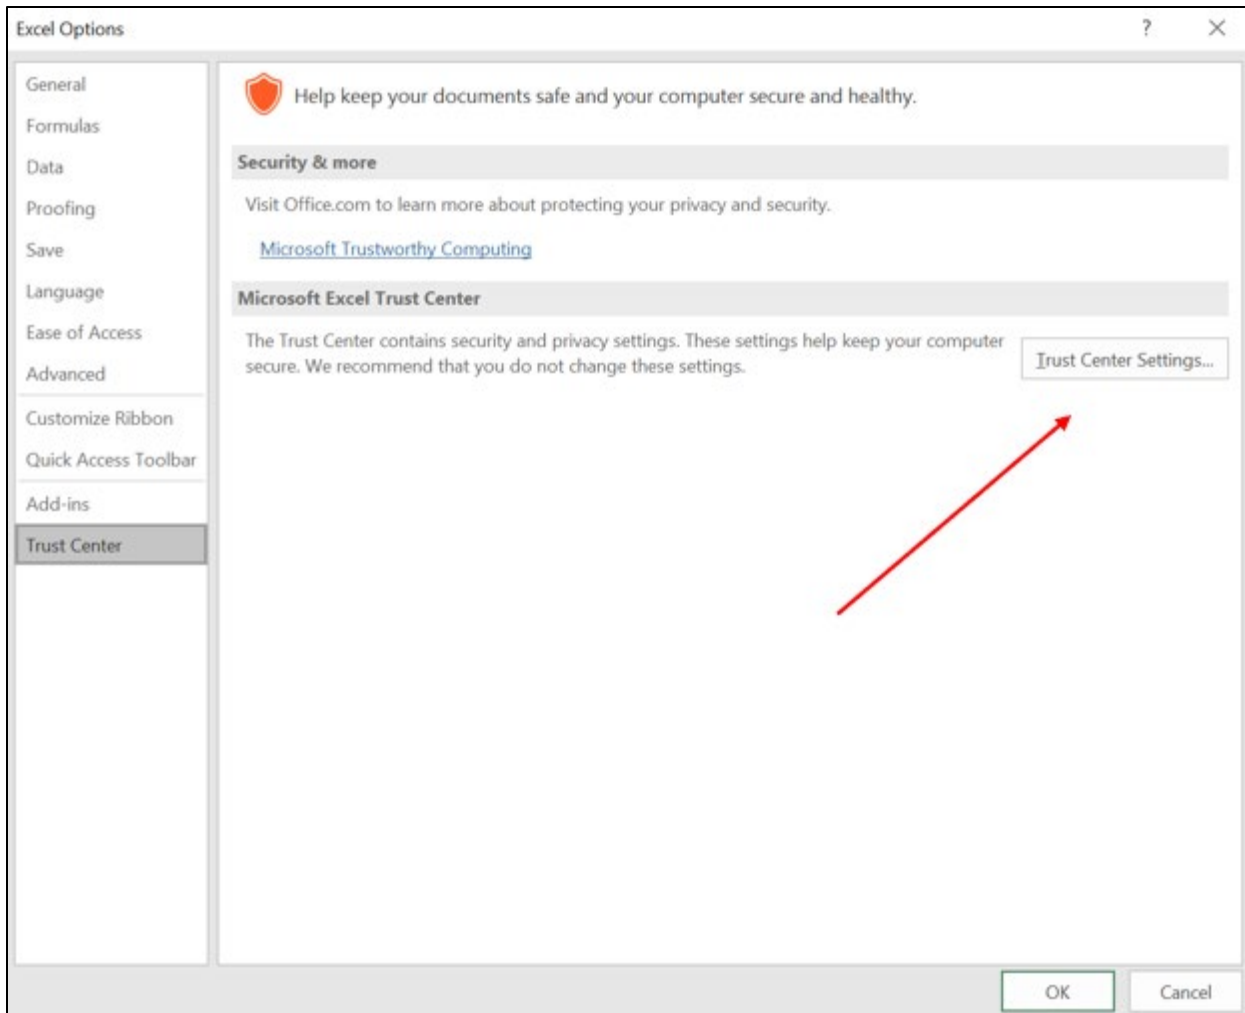 Excel Options
?
General
Formulas
Data
Proofing
Save
Language
Ease of Access
Advanced
Customize Ribbon
Quick Access Toolbar
Add-ins
Trust Center
Help keep your documents safe and your computer secure and healthy.
Security & more
Visit Office.com to learn more about protecting your privacy and security.
Microsoft Trustworthy Computing
Microsoft Excel Trust Center
The Trust Center contains security and privacy settings. These settings help keep your computer
secure. We recommend that you do not change these settings.
Trust Center Settings...
OK
Cancel